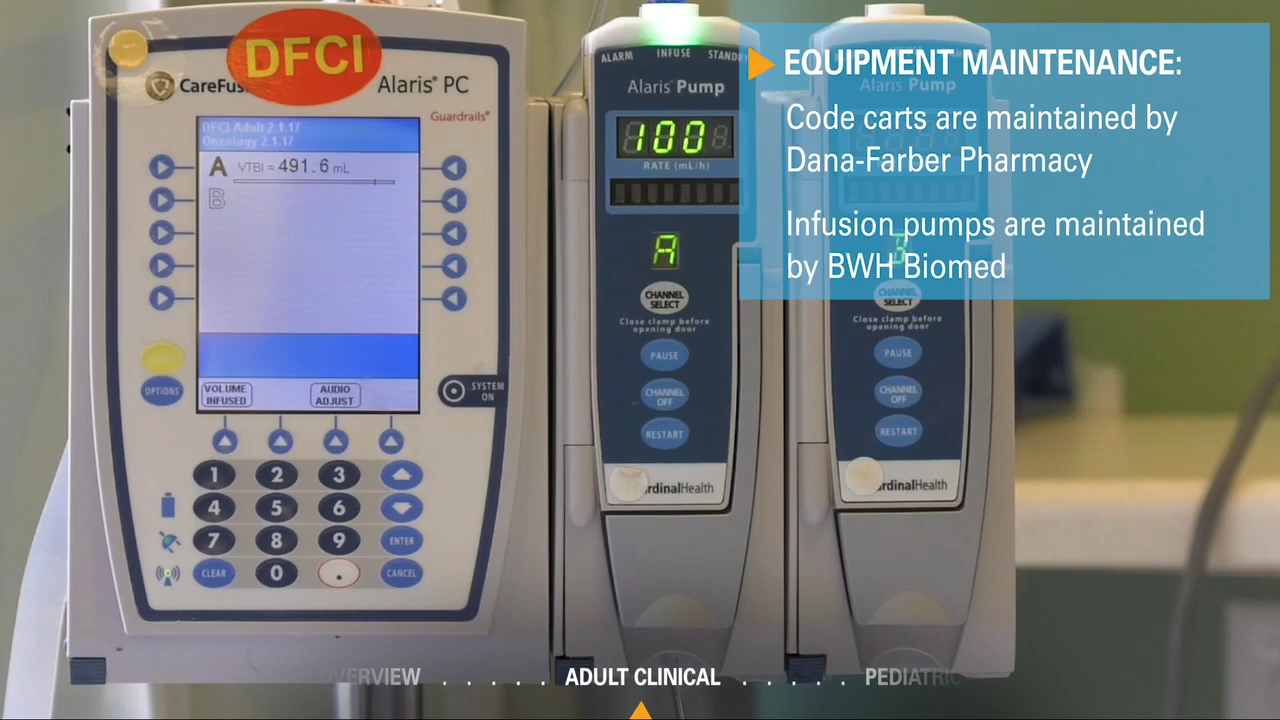 DFCI
CareFus
Alaris® PC
Guardrails®
DFCI Adult 2.1.17
Oncology 2.1.17
A VTBI = 491.6 mL
B
OPTIONS
VOLUME
INFUSED
AUDIO
ADJUST
SYSTEM
ON
1 2 3
4 5 6
7 8 9 ENTER
CLEAR 0 . CANCEL
ALARM INFUSE STANDBY
Alaris® Pump
100
RATE (mL/h)
A
CHANNEL
SELECT
Close clamp before
opening door
PAUSE
CHANNEL
OFF
RESTART
rdinalHealth
Alaris® Pump
CHANNEL
SELECT
Close clamp before
opening door
PAUSE
CHANNEL
OFF
RESTART
rdinalHealth
EQUIPMENT MAINTENANCE:
Code carts are maintained by
Dana-Farber Pharmacy
Infusion pumps are maintained
by BWH Biomed
VERVIEW . . . . . ADULT CLINICAL . . . . . PEDIATRIC